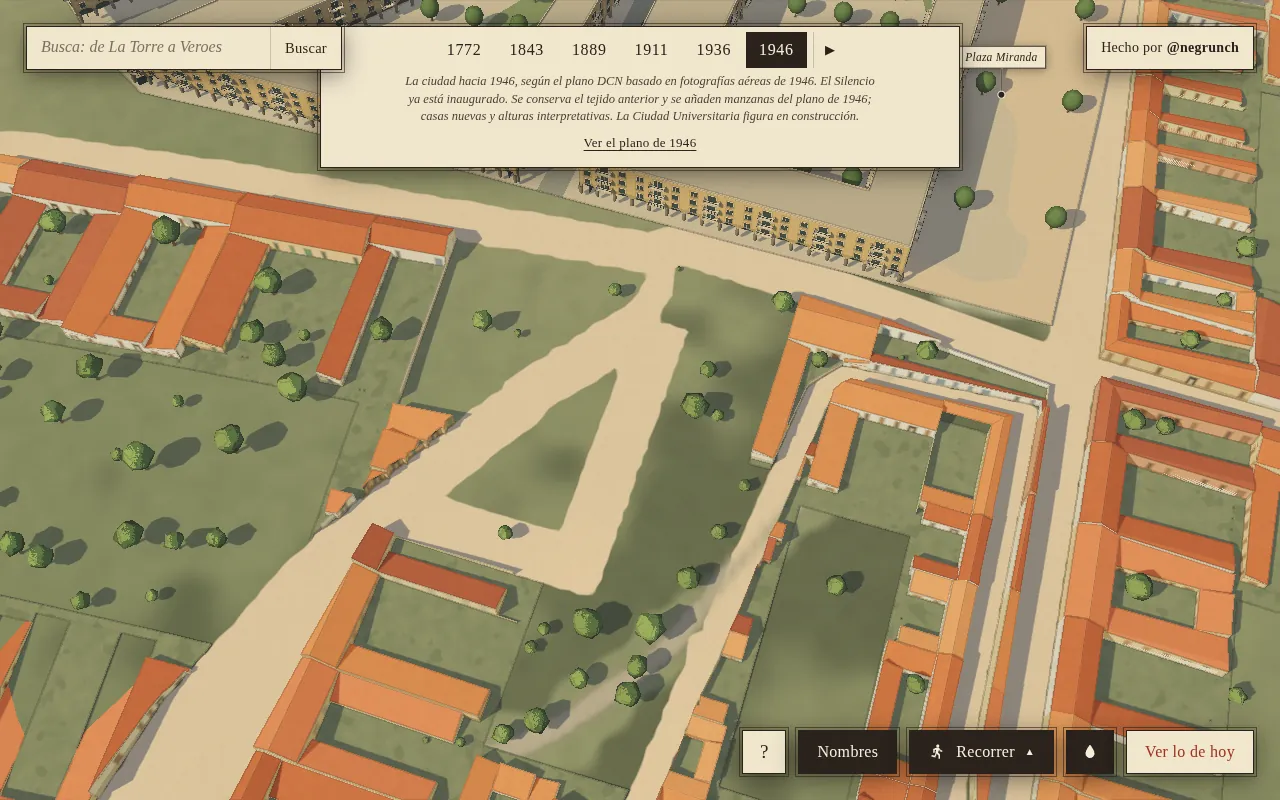 Busca: de La Torre a Veroes
Buscar
1772 1843 1889 1911 1936 1946 ▶
La ciudad hacia 1946, según el plano DCN basado en fotografías aéreas de 1946. El Silencio
ya está inaugurado. Se conserva el tejido anterior y se añaden manzanas del plano de 1946;
casas nuevas y alturas interpretativas. La Ciudad Universitaria figura en construcción.
Ver el plano de 1946
Plaza Miranda
Hecho por @negrunch
?
Nombres
Recorrer ▲
Ver lo de hoy